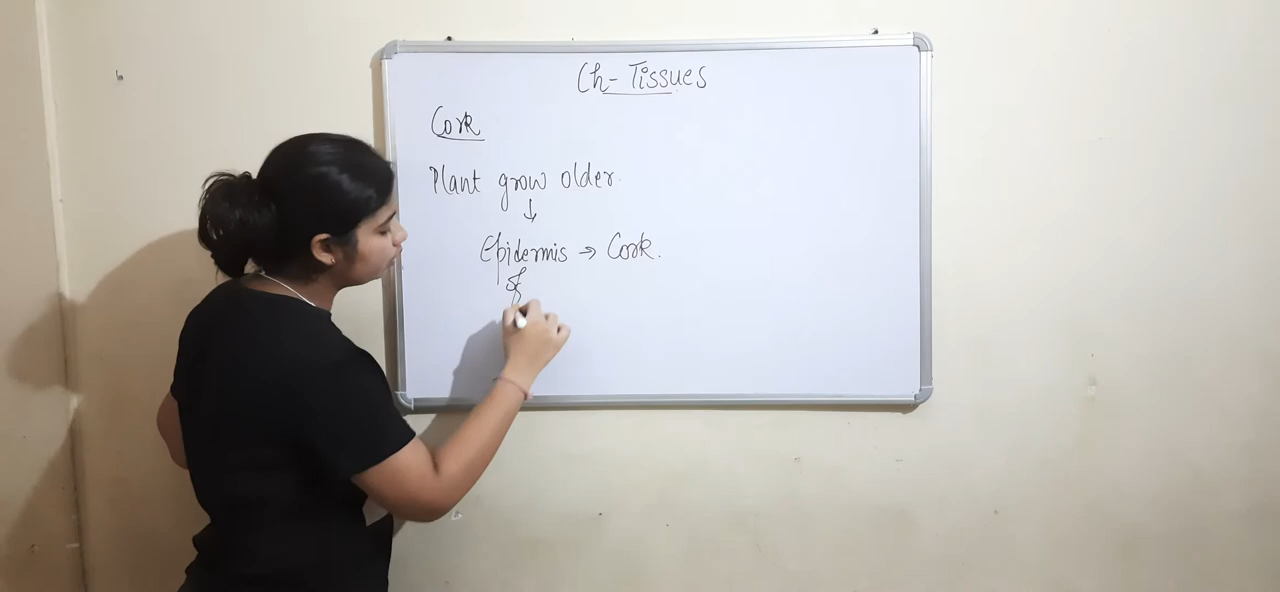 Ch- Tissues
Cork
Plant grow older.
↓
Epidermis → Cork.